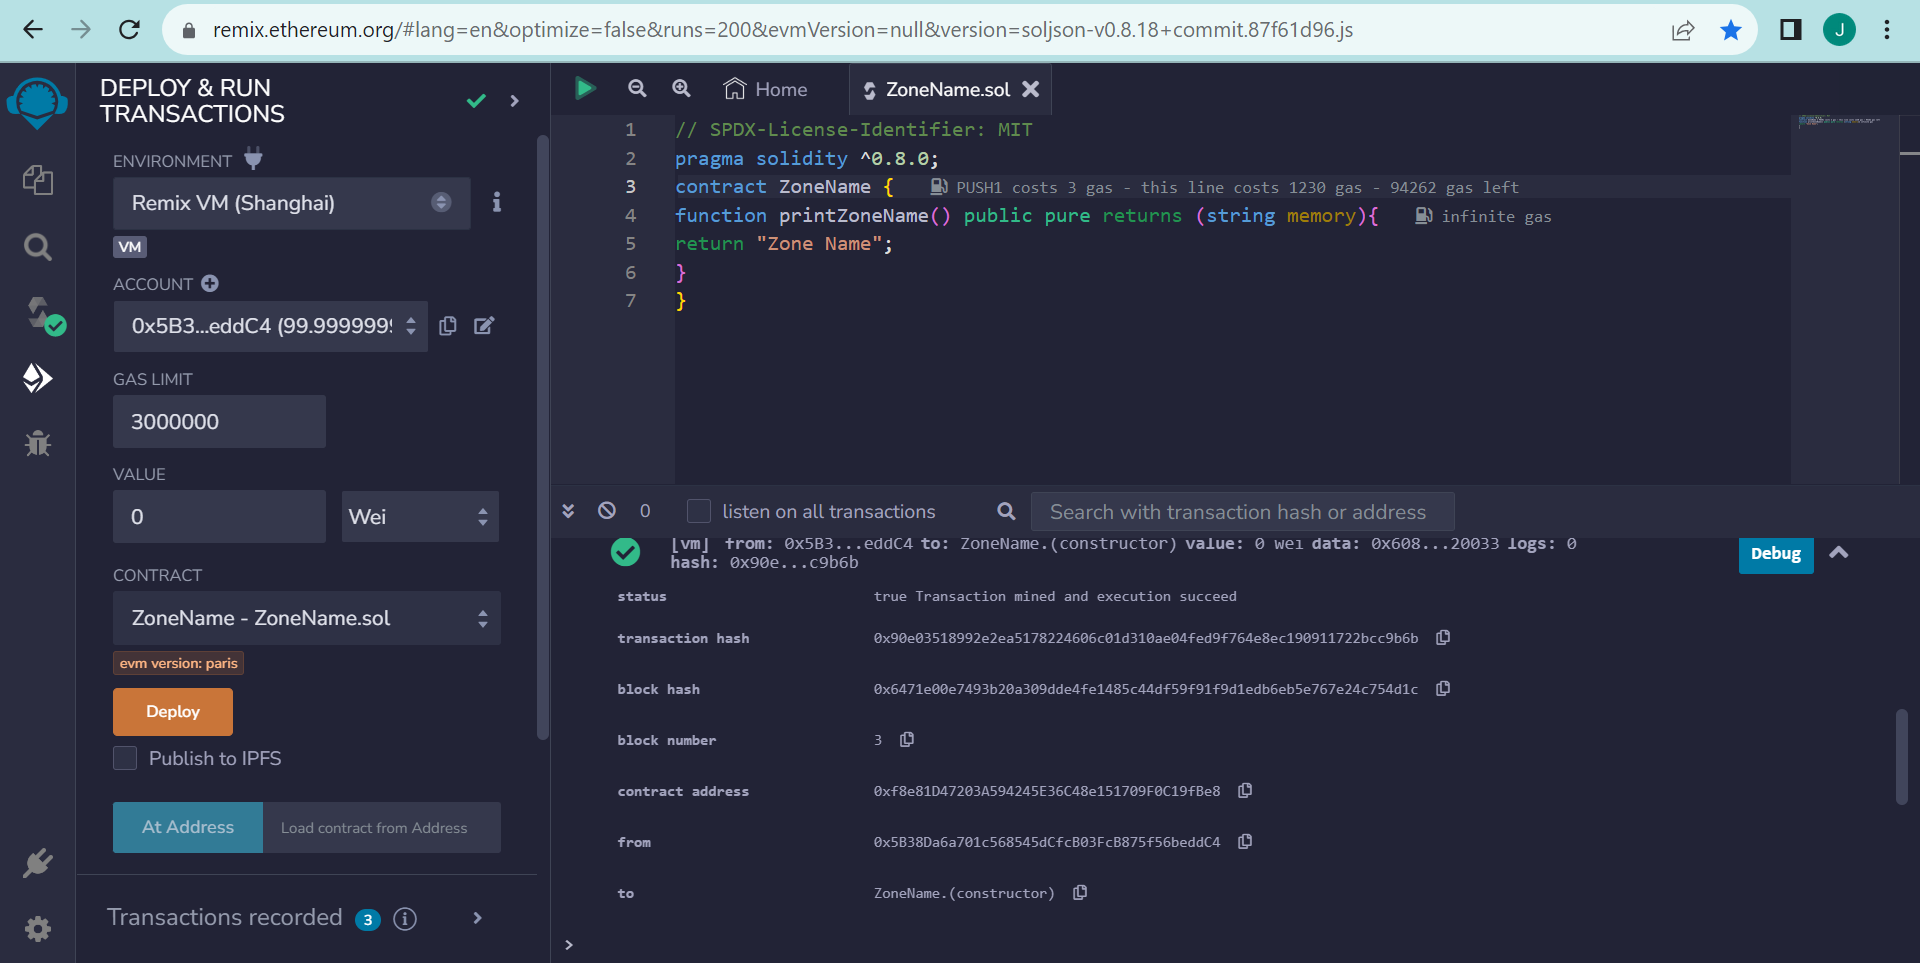 remix.ethereum.org/#lang=en&optimize=false&runs=200&evmVersion=null&version=soljson-v0.8.18+commit.87f61d96.js
J
DEPLOY & RUN
TRANSACTIONS
ENVIRONMENT
Remix VM (Shanghai)
VM
ACCOUNT
0x5B3...eddC4 (99.9999999
GAS LIMIT
3000000
VALUE
0
Wei
CONTRACT
ZoneName - ZoneName.sol
evm version: paris
Deploy
Publish to IPFS
At Address
Load contract from Address
Transactions recorded 3 i
Home
ZoneName.sol
1 // SPDX-License-Identifier: MIT
2 pragma solidity ^0.8.0;
3 contract ZoneName { PUSH1 costs 3 gas - this line costs 1230 gas - 94262 gas left
4 function printZoneName() public pure returns (string memory){ infinite gas
5 return "Zone Name";
6 }
7 }
0 listen on all transactions
Search with transaction hash or address
[vm] from: 0x5B3...eddC4 to: ZoneName.(constructor) value: 0 wei data: 0x608...20033 logs: 0
hash: 0x90e...c9b6b
Debug
status true Transaction mined and execution succeed
transaction hash 0x90e03518992e2ea5178224606c01d310ae04fed9f764e8ec190911722bcc9b6b
block hash 0x6471e00e7493b20a309dde4fe1485c44df59f91f9d1edb6eb5e767e24c754d1c
block number 3
contract address 0xf8e81D47203A594245E36C48e151709F0C19fBe8
from 0x5B38Da6a701c568545dCfcB03FcB875f56beddC4
to ZoneName.(constructor)
>